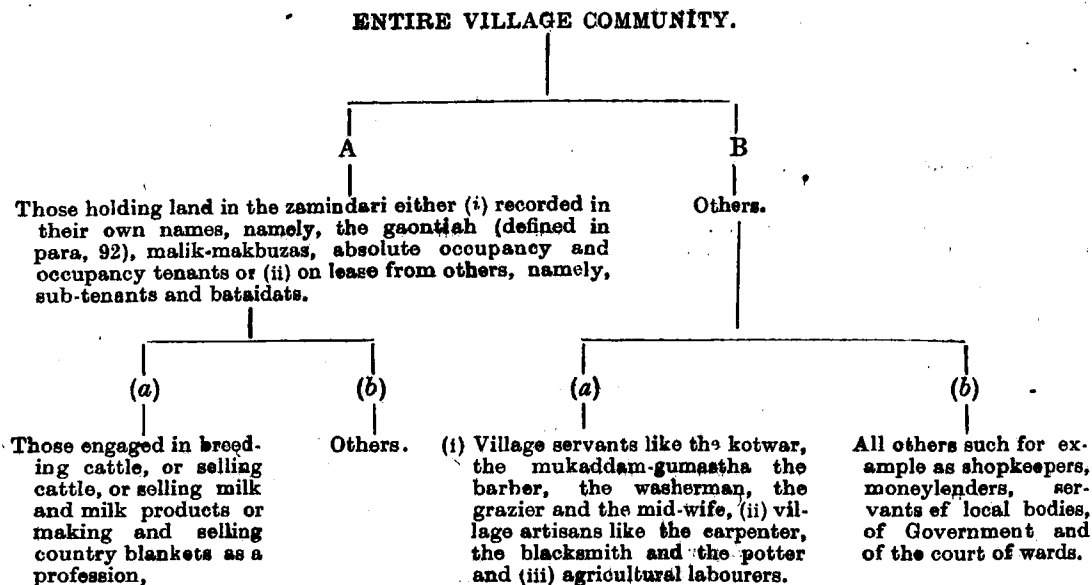 ENTIRE VILLAGE COMMUNITY.
A
B
Those holding land in the zamindari either (i) recorded in
their own names, namely, the gaontiah (defined in
para, 92), malik-makbuzas, absolute occupancy and
occupancy tenants or (ii) on lease from others, namely,
sub-tenants and bataidats.
Others.
(a)
(b)
(a)
(b)
Those engaged in breed-
ing cattle, or selling
cattle, or selling milk
and milk products or
making and selling
country blankets as a
profession,
Others.
(i) Village servants like the kotwar,
the mukaddam-gumastha the
barber, the washerman, the
grazier and the mid-wife, (ii) vil-
lage artisans like the carpenter,
the blacksmith and the potter
and (iii) agricultural labourers.
All others such for ex-
ample as shopkeepers,
moneylenders, ser-
vants of local bodies,
of Government and
of the court of wards.